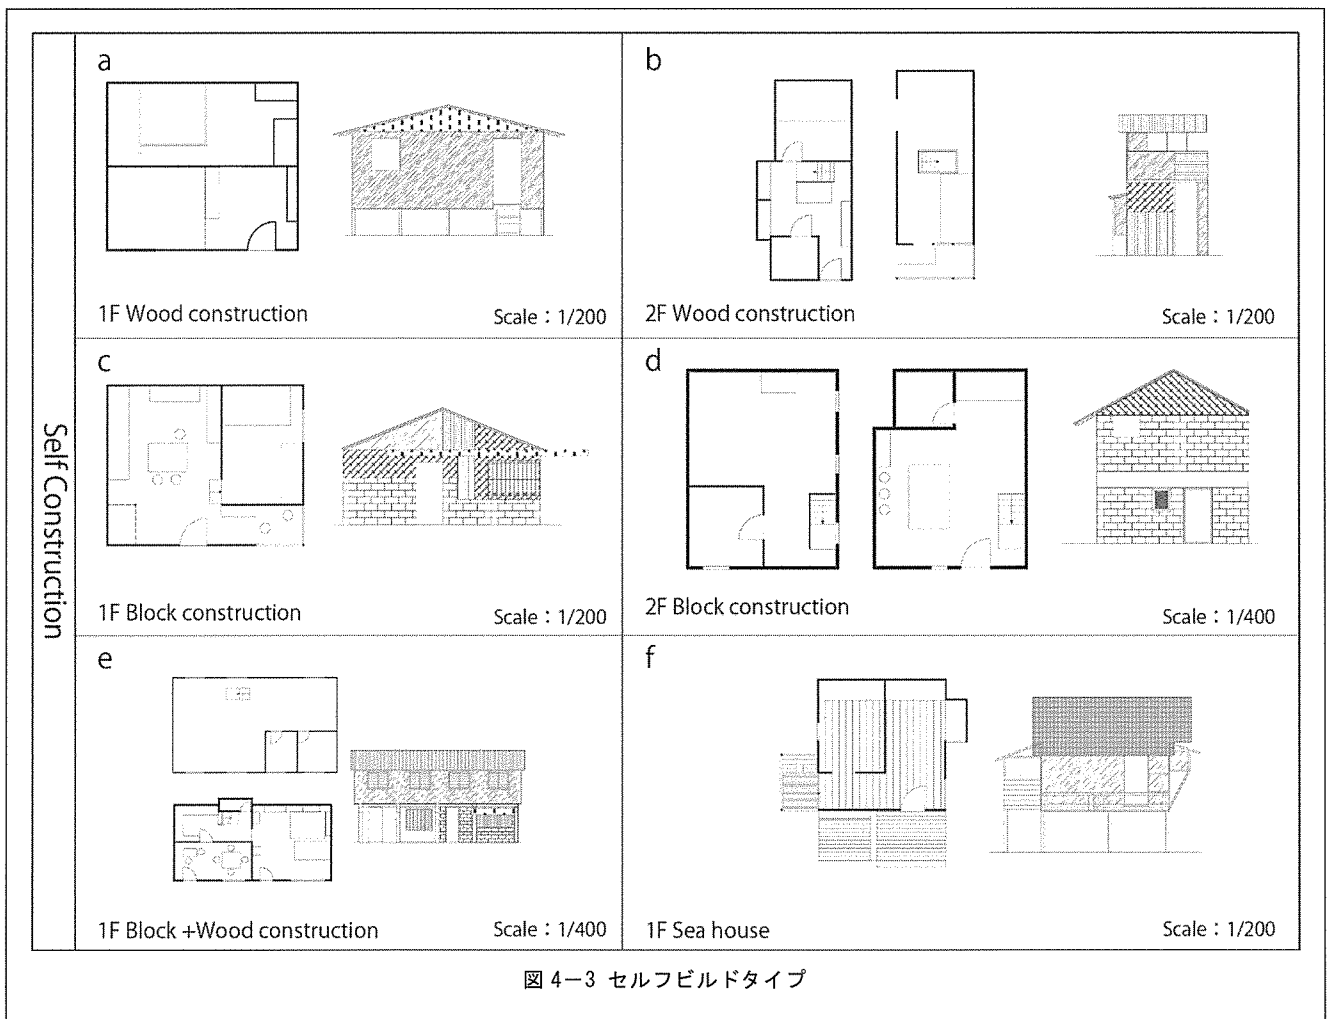 Self Construction
a
1F Wood construction
Scale：1/200
b
2F Wood construction
Scale：1/200
c
1F Block construction
Scale：1/200
d
2F Block construction
Scale：1/400
e
1F Block +Wood construction
Scale：1/400
f
1F Sea house
Scale：1/200
図 4－3 セルフビルドタイプ